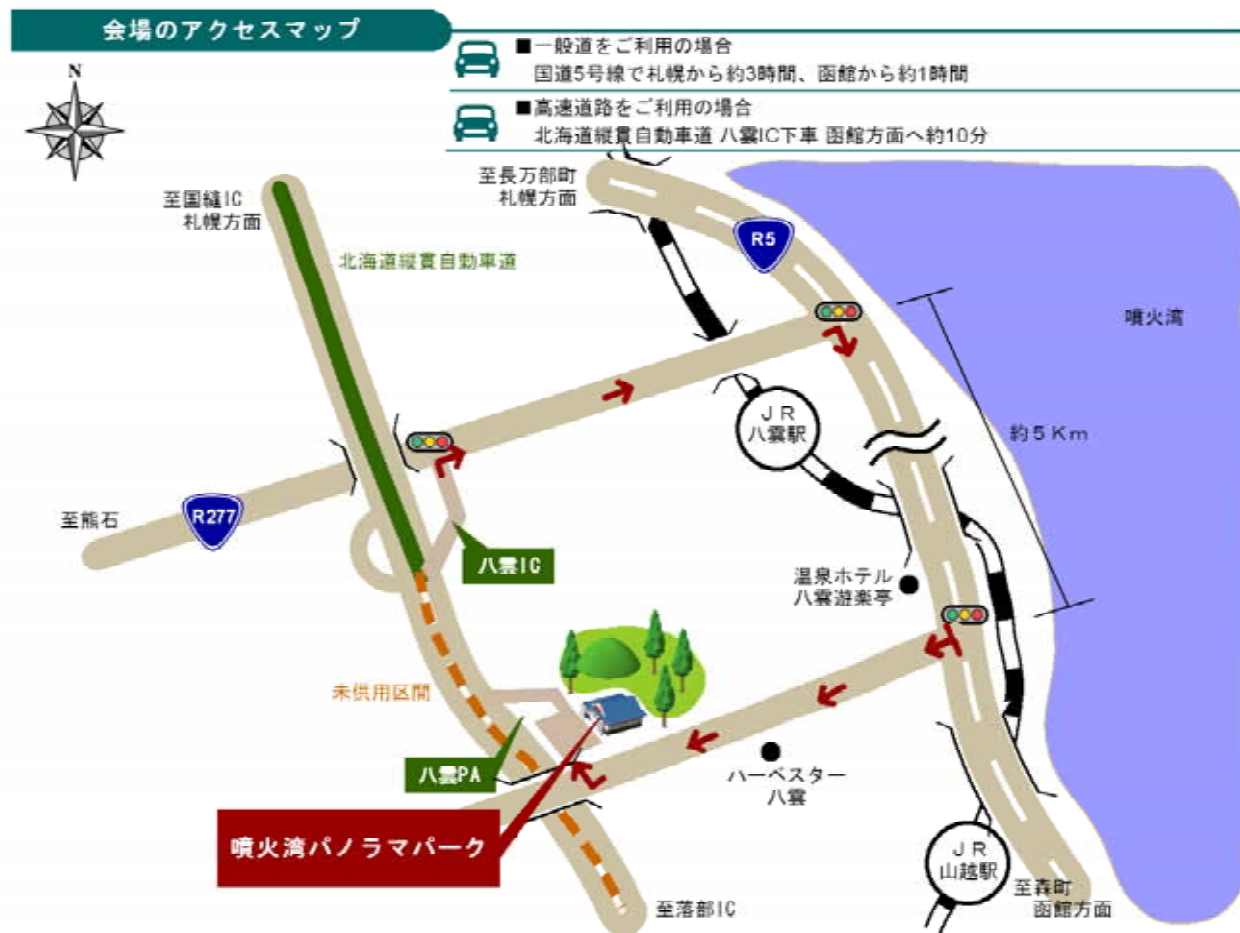 会場のアクセスマップ
■一般道をご利用の場合
国道5号線で札幌から約3時間、函館から約1時間
■高速道路をご利用の場合
北海道縦貫自動車道 八雲IC下車 函館方面へ約10分
N
至国縫IC
札幌方面
至長万部町
札幌方面
北海道縦貫自動車道
R5
噴火湾
JR
八雲駅
約5Km
至熊石
R277
八雲IC
温泉ホテル
八雲遊楽亭
未供用区間
八雲PA
ハーベスター
八雲
噴火湾パノラマパーク
JR
山越駅
至森町
函館方面
至落部IC